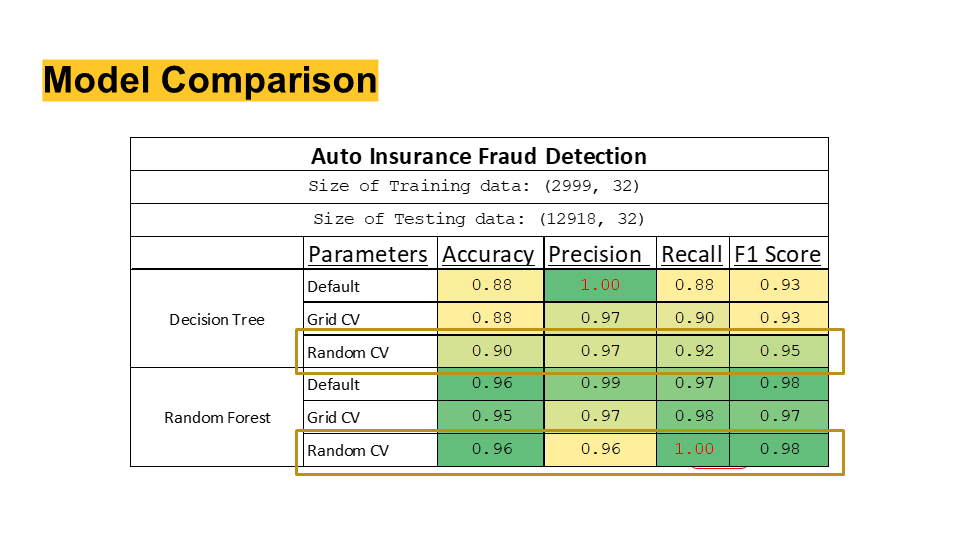 Model Comparison
Auto Insurance Fraud Detection
Size of Training data: (2999, 32)
Size of Testing data: (12918, 32)
Parameters Accuracy Precision Recall F1 Score
Decision Tree
Default 0.88 1.00 0.88 0.93
Grid CV 0.88 0.97 0.90 0.93
Random CV 0.90 0.97 0.92 0.95
Random Forest
Default 0.96 0.99 0.97 0.98
Grid CV 0.95 0.97 0.98 0.97
Random CV 0.96 0.96 1.00 0.98